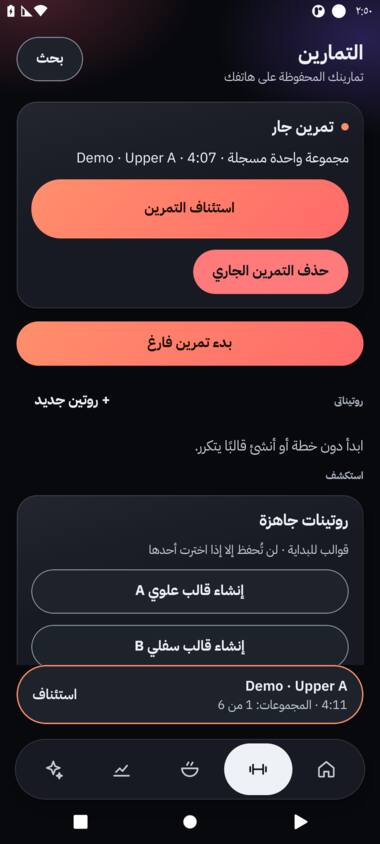 ٢:٥٠
التمارين
بحث
تمارينك المحفوظة على هاتفك
تمرين جار
مجموعة واحدة مسجلة · 4:07 · Demo · Upper A
استئناف التمرين
حذف التمرين الجاري
بدء تمرين فارغ
روتيناتي
+ روتين جديد
ابدأ دون خطة أو أنشئ قالبًا يتكرر.
استكشف
روتينات جاهزة
قوالب للبداية · لن تُحفظ إلا إذا اخترت أحدها
إنشاء قالب علوي A
إنشاء قالب سفلي B
Demo · Upper A
4:11 · المجموعات: 1 من 6
استئناف